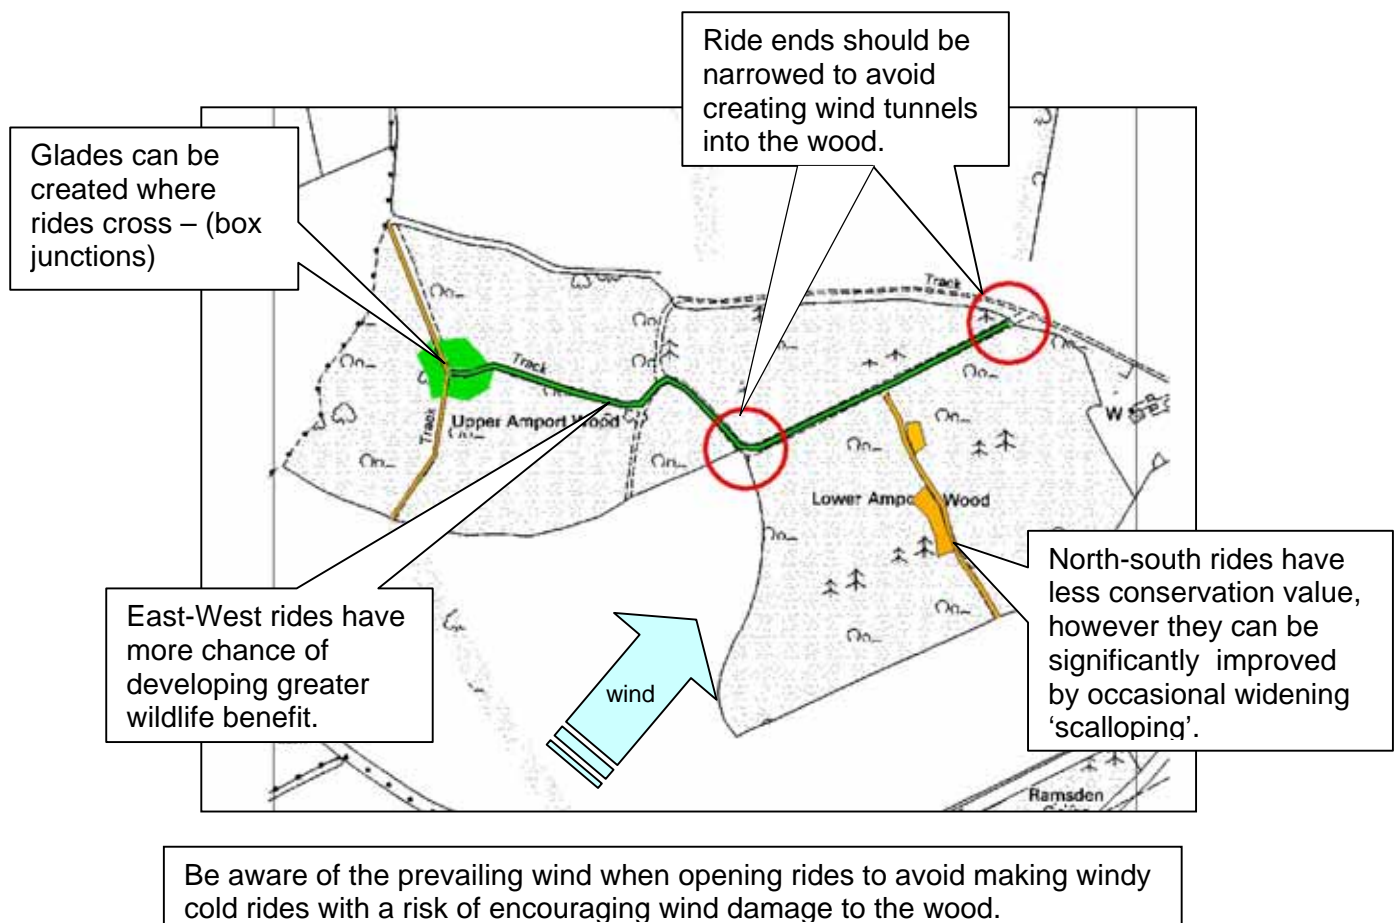 Ride ends should be
narrowed to avoid
creating wind tunnels
into the wood.
Glades can be
created where
rides cross – (box
junctions)
Track
Track
Track
Upper Amport Wood
W
Lower Ampo Wood
North-south rides have
less conservation value,
however they can be
significantly improved
by occasional widening
‘scalloping’.
East-West rides have
more chance of
developing greater
wildlife benefit.
wind
Ramsden
Be aware of the prevailing wind when opening rides to avoid making windy
cold rides with a risk of encouraging wind damage to the wood.